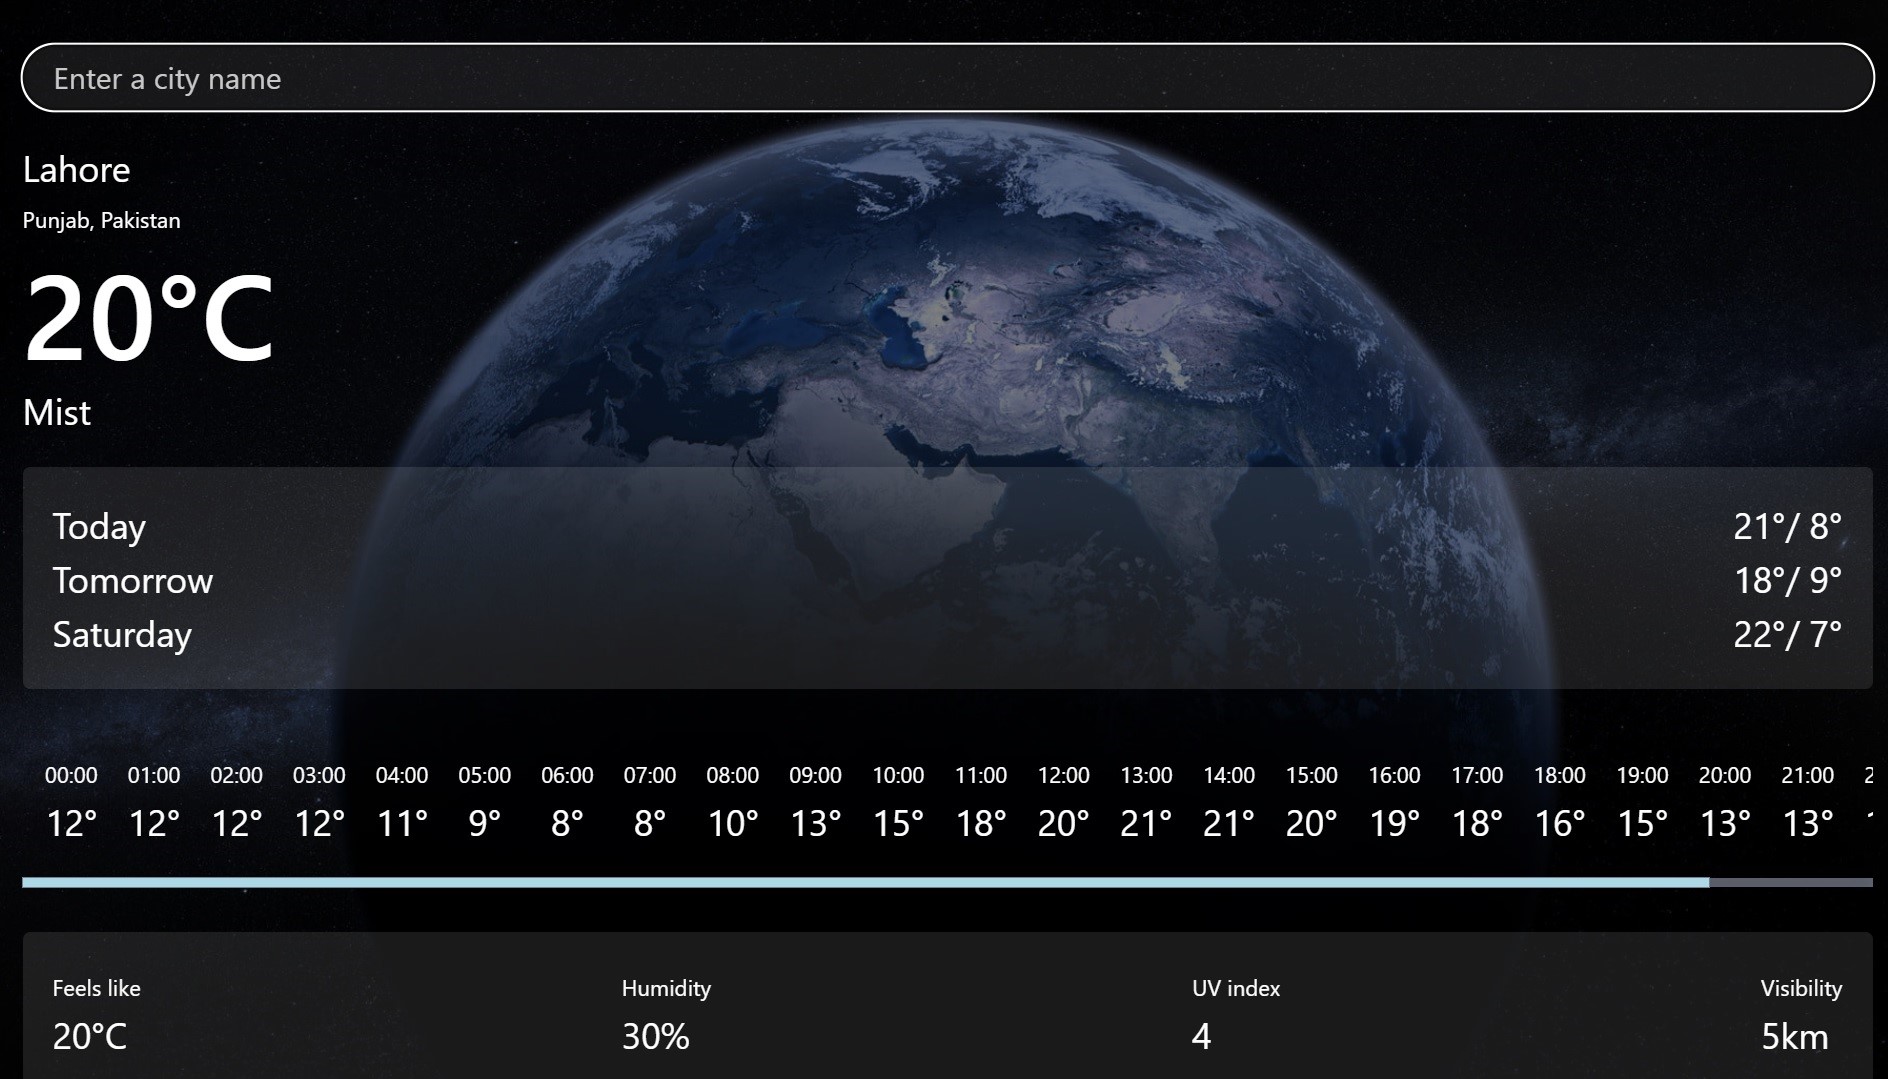 Enter a city name
Lahore
Punjab, Pakistan
20°C
Mist
Today 21°/ 8°
Tomorrow 18°/ 9°
Saturday 22°/ 7°
00:00 01:00 02:00 03:00 04:00 05:00 06:00 07:00 08:00 09:00 10:00 11:00 12:00 13:00 14:00 15:00 16:00 17:00 18:00 19:00 20:00 21:00
12° 12° 12° 12° 11° 9° 8° 8° 10° 13° 15° 18° 20° 21° 21° 20° 19° 18° 16° 15° 13° 13°
Feels like Humidity UV index Visibility
20°C 30% 4 5km